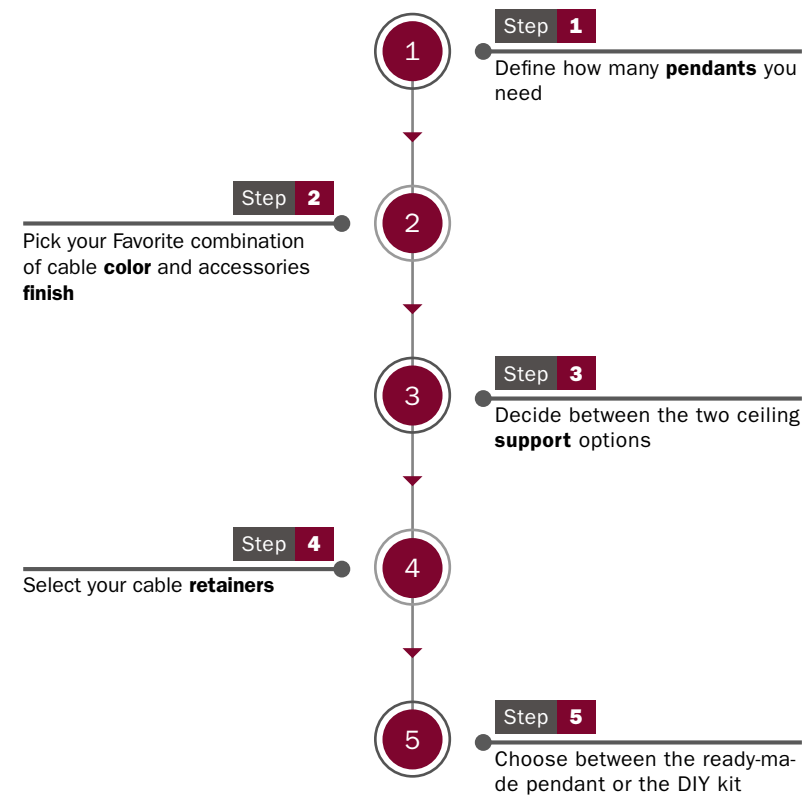 1
Step 1
Define how many pendants you
need
Step 2
2
Pick your Favorite combination
of cable color and accessories
finish
3
Step 3
Decide between the two ceiling
support options
Step 4
4
Select your cable retainers
5
Step 5
Choose between the ready-ma-
de pendant or the DIY kit